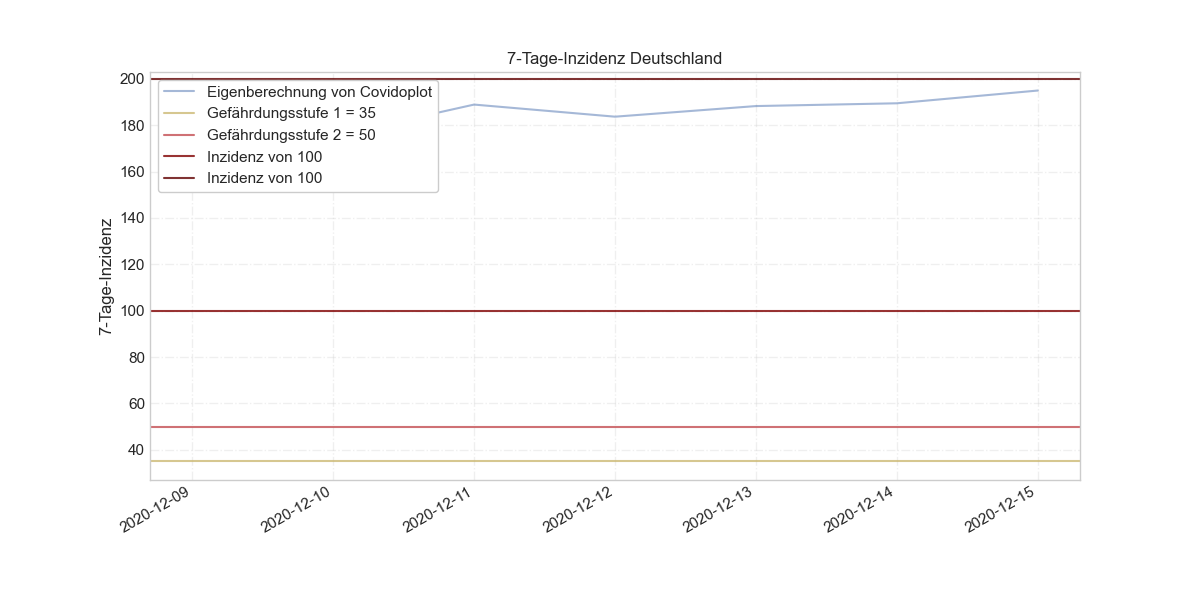 7-Tage-Inzidenz Deutschland
200
180
160
140
120
100
80
60
40
7-Tage-Inzidenz
Eigenberechnung von Covidoplot
Gefährdungsstufe 1 = 35
Gefährdungsstufe 2 = 50
Inzidenz von 100
Inzidenz von 100
2020-12-09
2020-12-10
2020-12-11
2020-12-12
2020-12-13
2020-12-14
2020-12-15